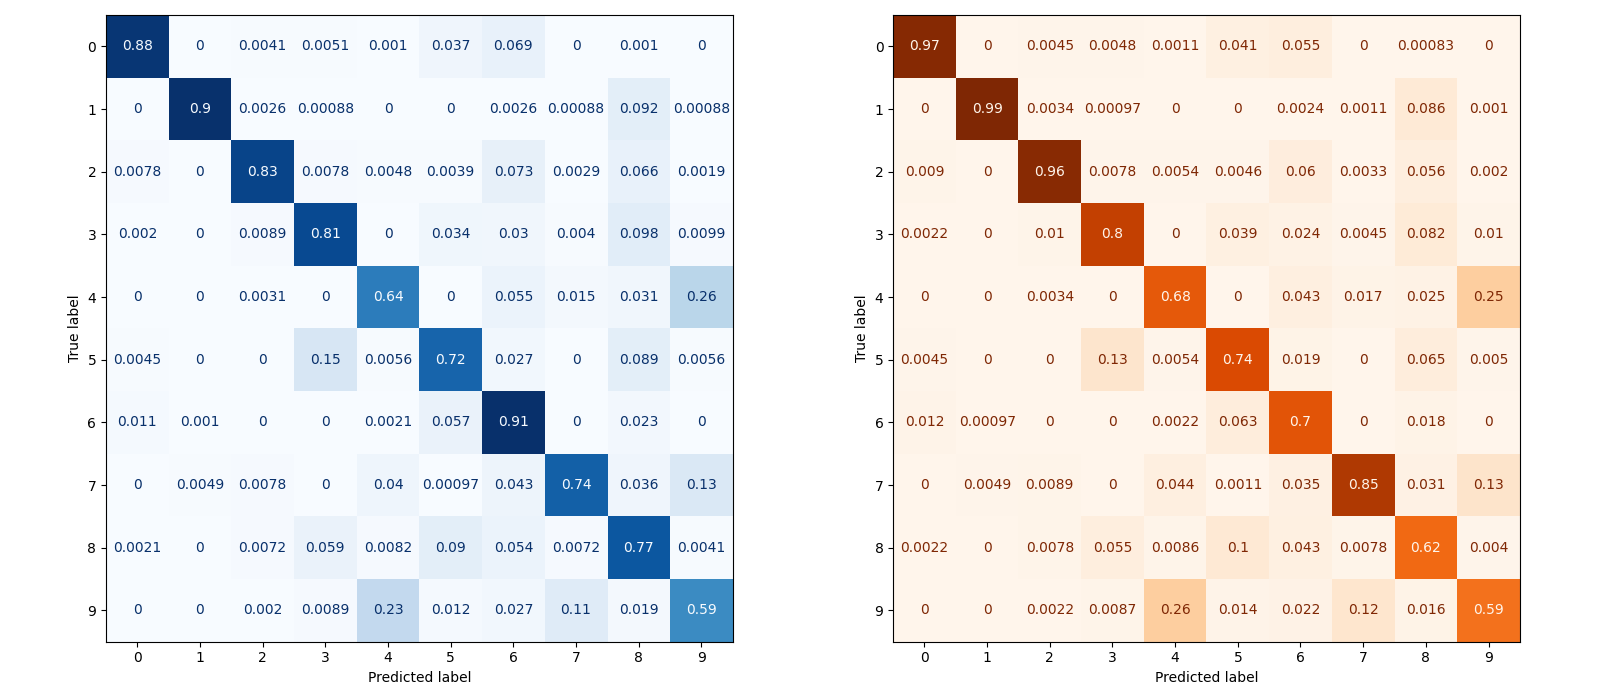 0 0.88 0 0.0041 0.0051 0.001 0.037 0.069 0 0.001 0
1 0 0.9 0.0026 0.00088 0 0 0.0026 0.00088 0.092 0.00088
2 0.0078 0 0.83 0.0078 0.0048 0.0039 0.073 0.0029 0.066 0.0019
3 0.002 0 0.0089 0.81 0 0.034 0.03 0.004 0.098 0.0099
4 0 0 0.0031 0 0.64 0 0.055 0.015 0.031 0.26
5 0.0045 0 0 0.15 0.0056 0.72 0.027 0 0.089 0.0056
6 0.011 0.001 0 0 0.0021 0.057 0.91 0 0.023 0
7 0 0.0049 0.0078 0 0.04 0.00097 0.043 0.74 0.036 0.13
8 0.0021 0 0.0072 0.059 0.0082 0.09 0.054 0.0072 0.77 0.0041
9 0 0 0.002 0.0089 0.23 0.012 0.027 0.11 0.019 0.59
0 1 2 3 4 5 6 7 8 9
Predicted label
True label
0 0.97 0 0.0045 0.0048 0.0011 0.041 0.055 0 0.00083 0
1 0 0.99 0.0034 0.00097 0 0 0.0024 0.0011 0.086 0.001
2 0.009 0 0.96 0.0078 0.0054 0.0046 0.06 0.0033 0.056 0.002
3 0.0022 0 0.01 0.8 0 0.039 0.024 0.0045 0.082 0.01
4 0 0 0.0034 0 0.68 0 0.043 0.017 0.025 0.25
5 0.0045 0 0 0.13 0.0054 0.74 0.019 0 0.065 0.005
6 0.012 0.00097 0 0 0.0022 0.063 0.7 0 0.018 0
7 0 0.0049 0.0089 0 0.044 0.0011 0.035 0.85 0.031 0.13
8 0.0022 0 0.0078 0.055 0.0086 0.1 0.043 0.0078 0.62 0.004
9 0 0 0.0022 0.0087 0.26 0.014 0.022 0.12 0.016 0.59
0 1 2 3 4 5 6 7 8 9
Predicted label
True label